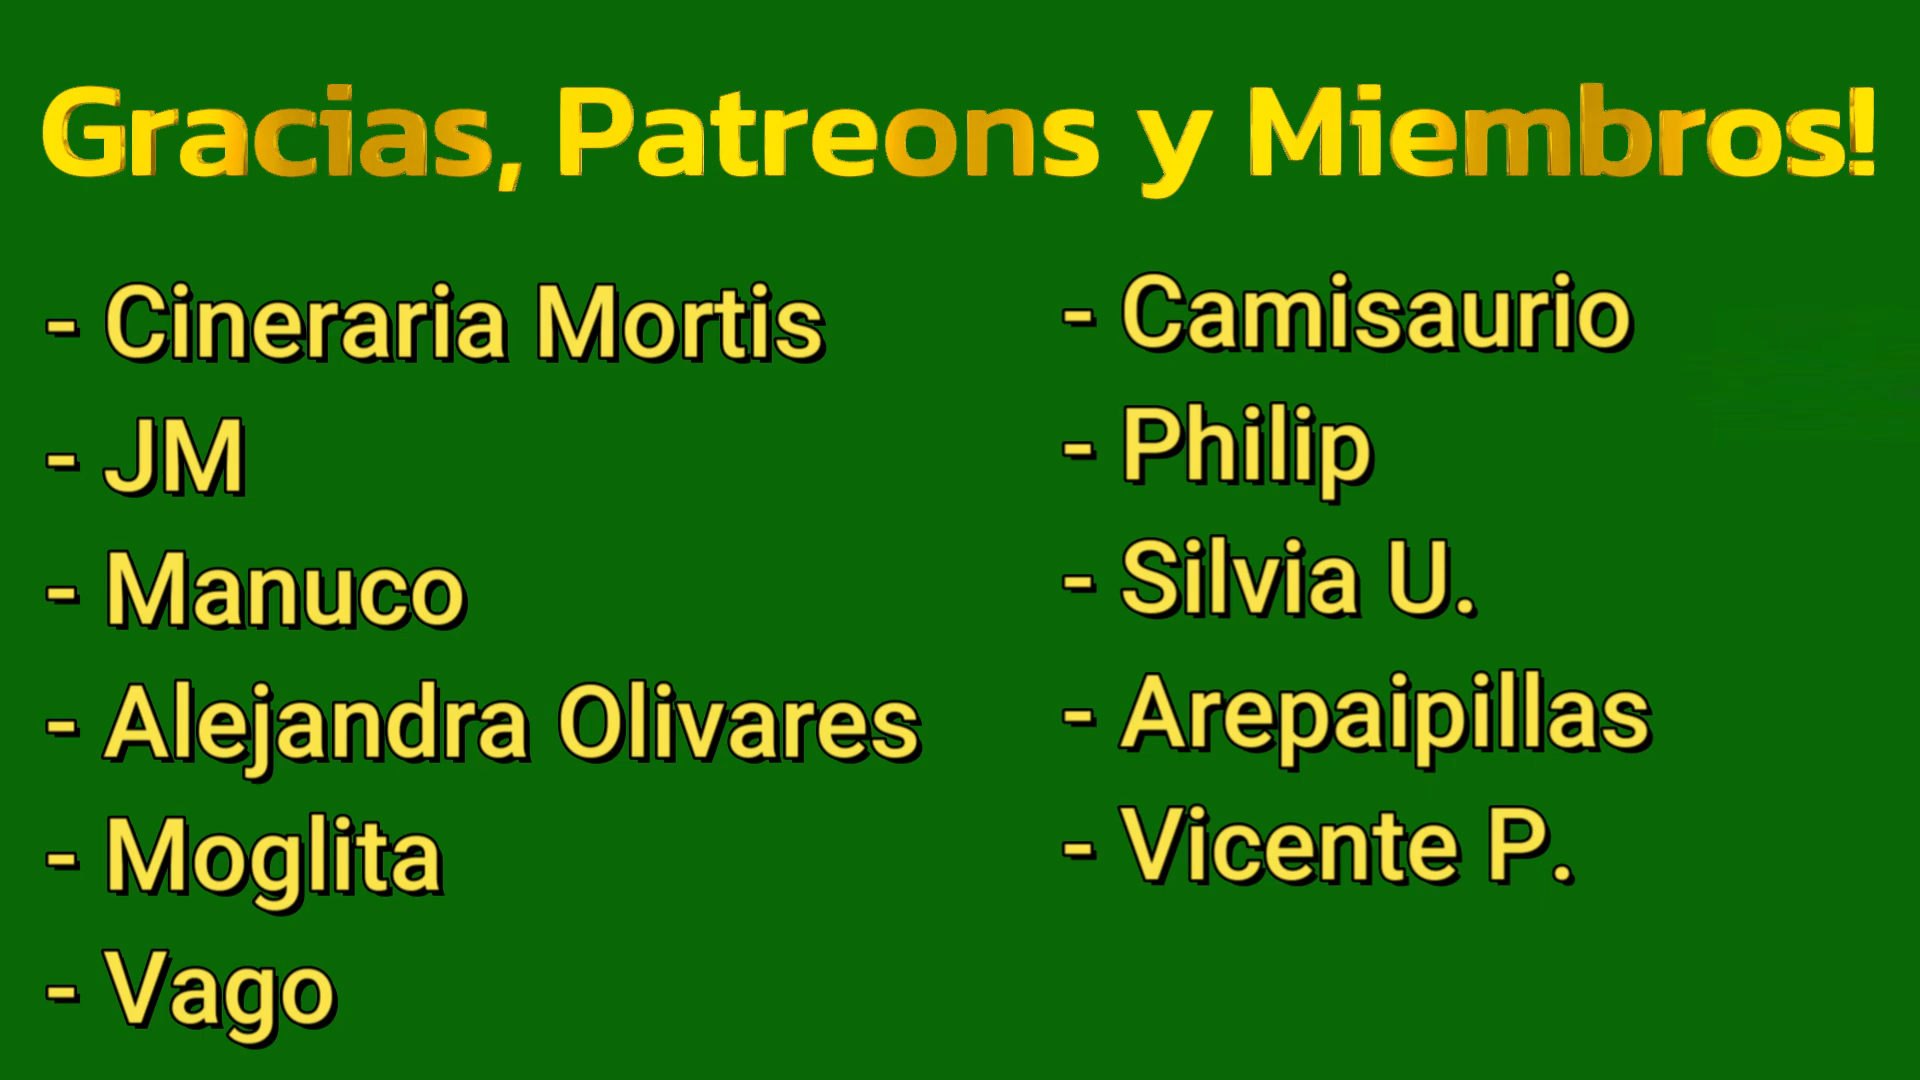 Gracias, Patreons y Miembros!
- Cineraria Mortis
- JM
- Manuco
- Alejandra Olivares
- Moglita
- Vago
- Camisaurio
- Philip
- Silvia U.
- Arepaipillas
- Vicente P.